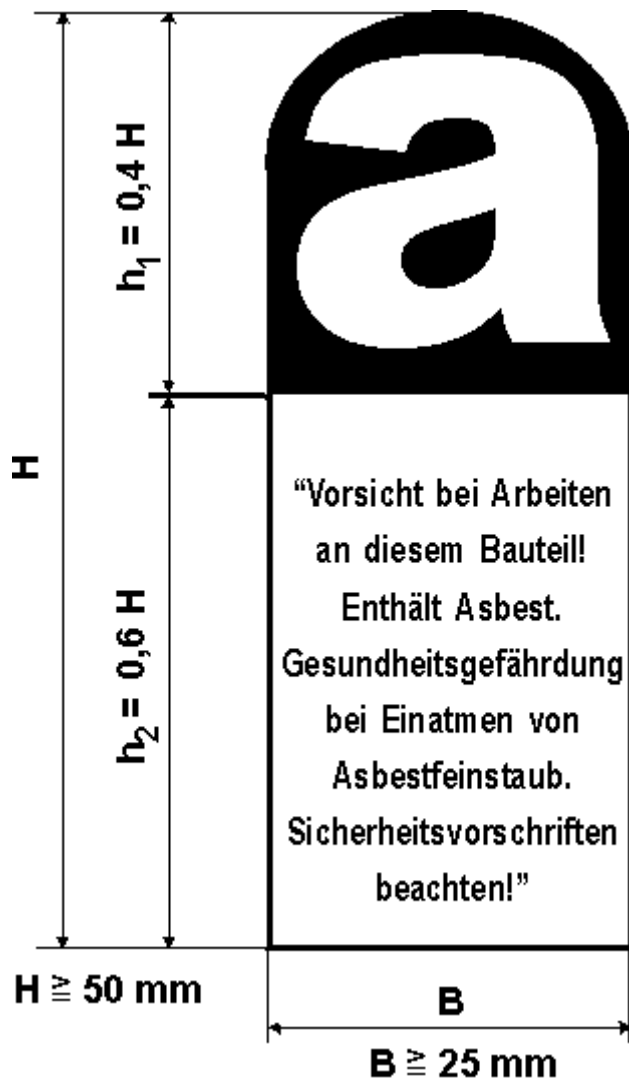 a
h₁ = 0,4 H
H
h₂ = 0,6 H
“Vorsicht bei Arbeiten
an diesem Bauteil!
Enthält Asbest.
Gesundheitsgefährdung
bei Einatmen von
Asbestfeinstaub.
Sicherheitsvorschriften
beachten!”
H ≧ 50 mm
B
B ≧ 25 mm